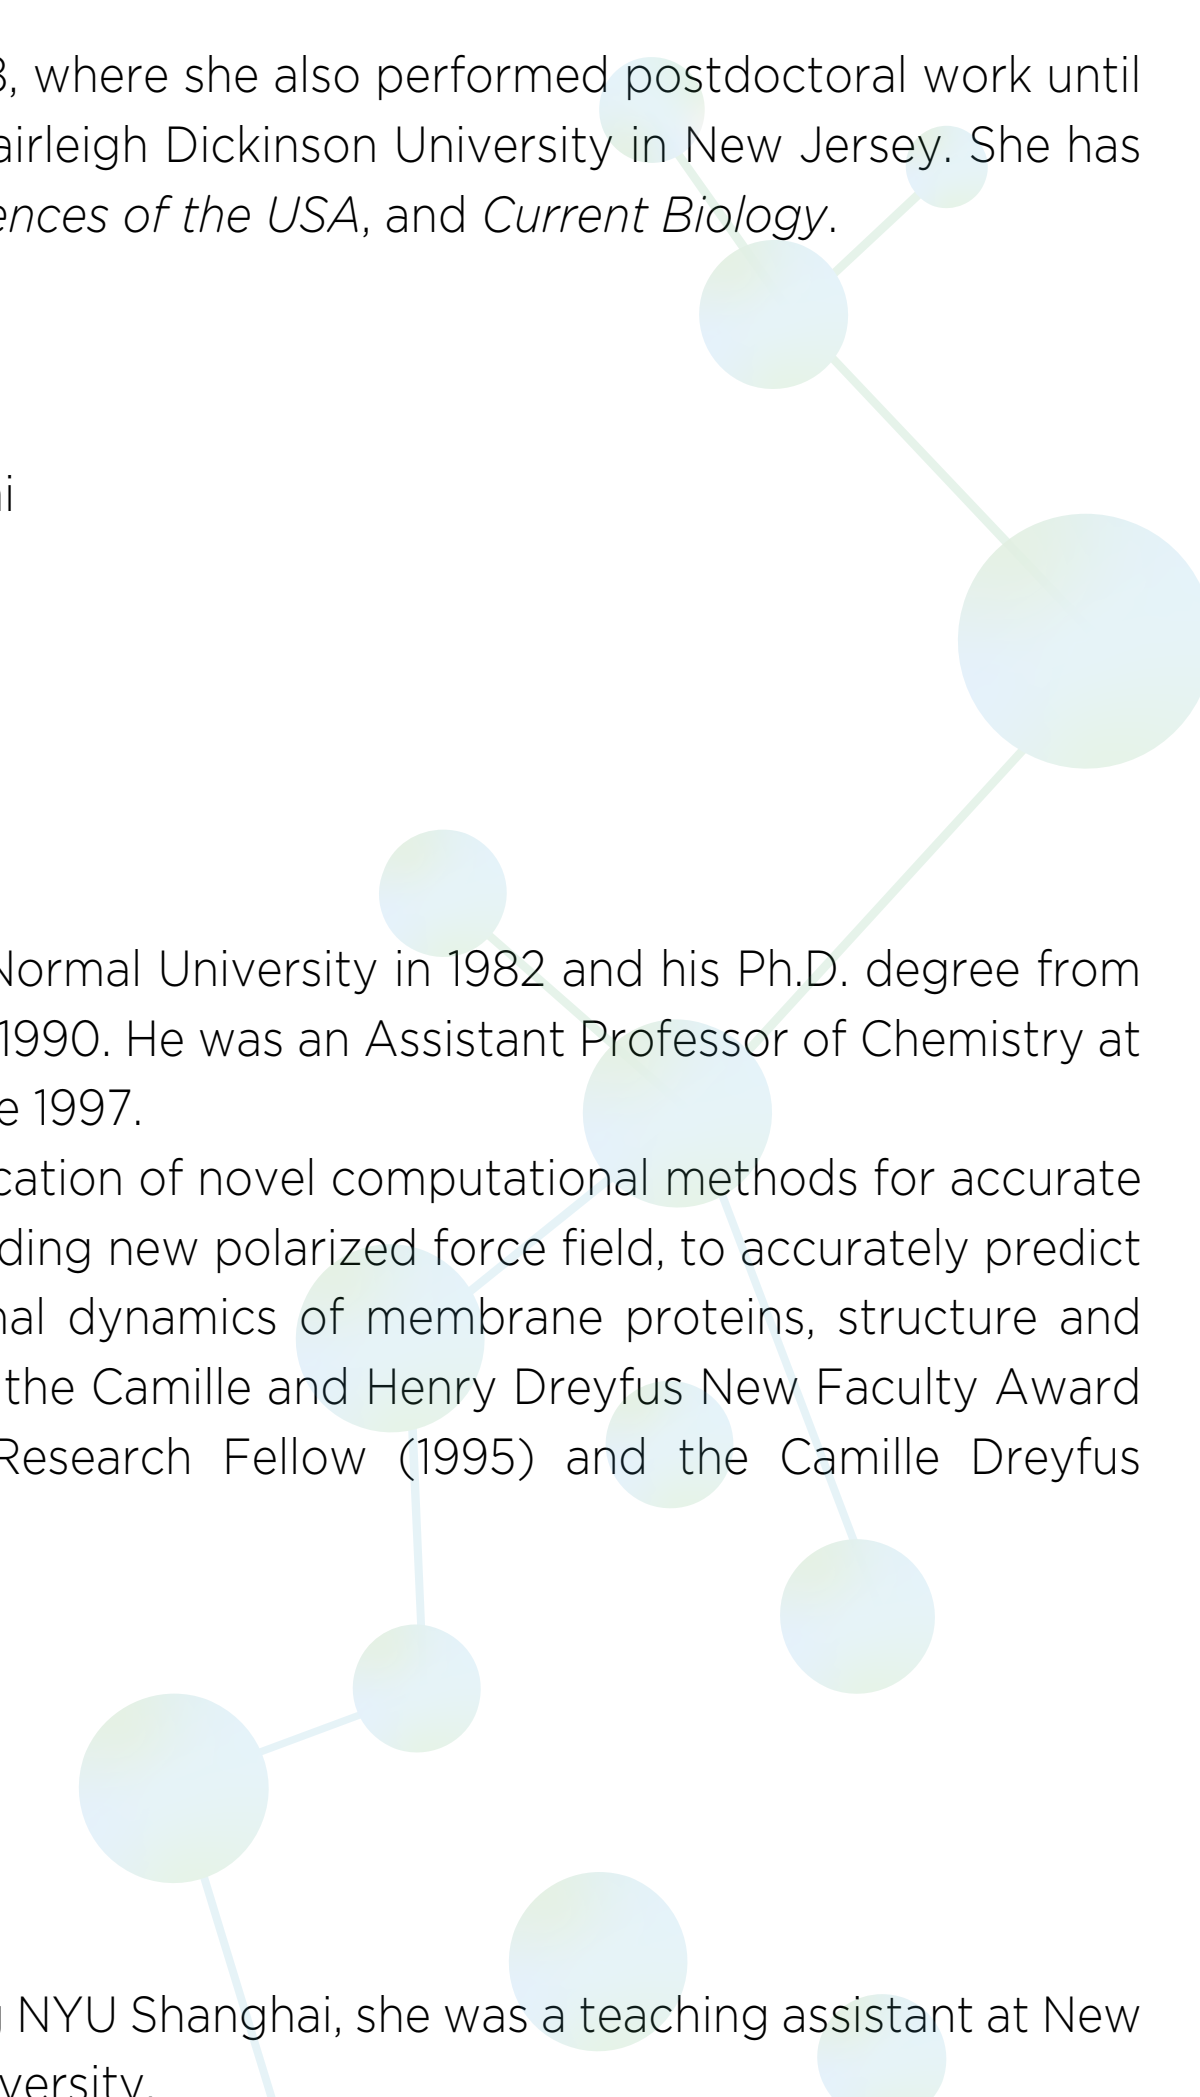 , where she also performed postdoctoral work until
airleigh Dickinson University in New Jersey. She has
ences of the USA, and Current Biology.
i
Normal University in 1982 and his Ph.D. degree from
1990. He was an Assistant Professor of Chemistry at
e 1997.
cation of novel computational methods for accurate
ding new polarized force field, to accurately predict
nal dynamics of membrane proteins, structure and
the Camille and Henry Dreyfus New Faculty Award
Research Fellow (1995) and the Camille Dreyfus
NYU Shanghai, she was a teaching assistant at New
versity.